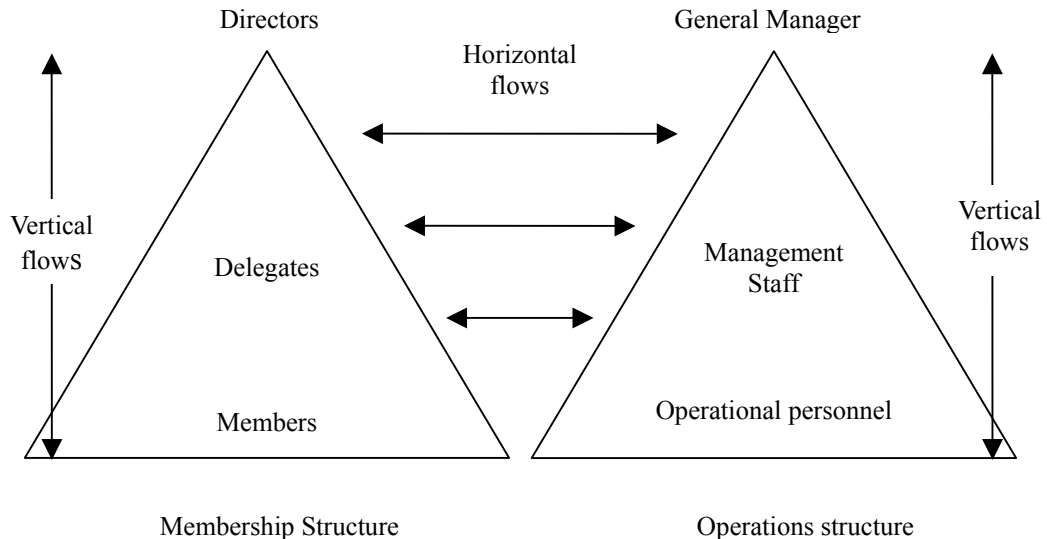 Directors
General Manager
Horizontal
flows
Vertical
flows
Vertical
flows
Delegates
Management
Staff
Members
Operational personnel
Membership Structure
Operations structure